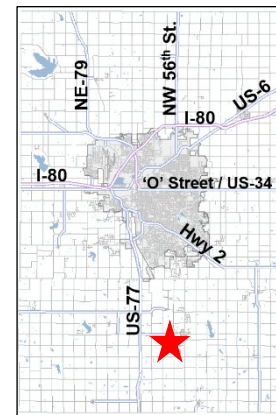 NE-79
NW 56th St.
US-6
I-80
I-80
'O' Street / US-34
Hwy 2
US-77